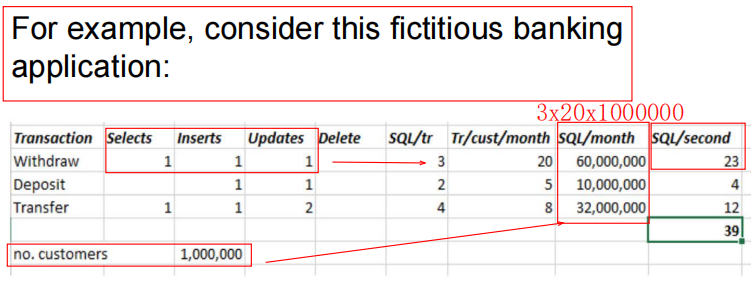 For example, consider this fictitious banking
application:
3x20x1000000
Transaction Selects Inserts Updates Delete SQL/tr Tr/cust/month SQL/month SQL/second
Withdraw 1 1 1 3 20 60,000,000 23
Deposit 1 1 2 5 10,000,000 4
Transfer 1 1 2 4 8 32,000,000 12
39
no. customers 1,000,000